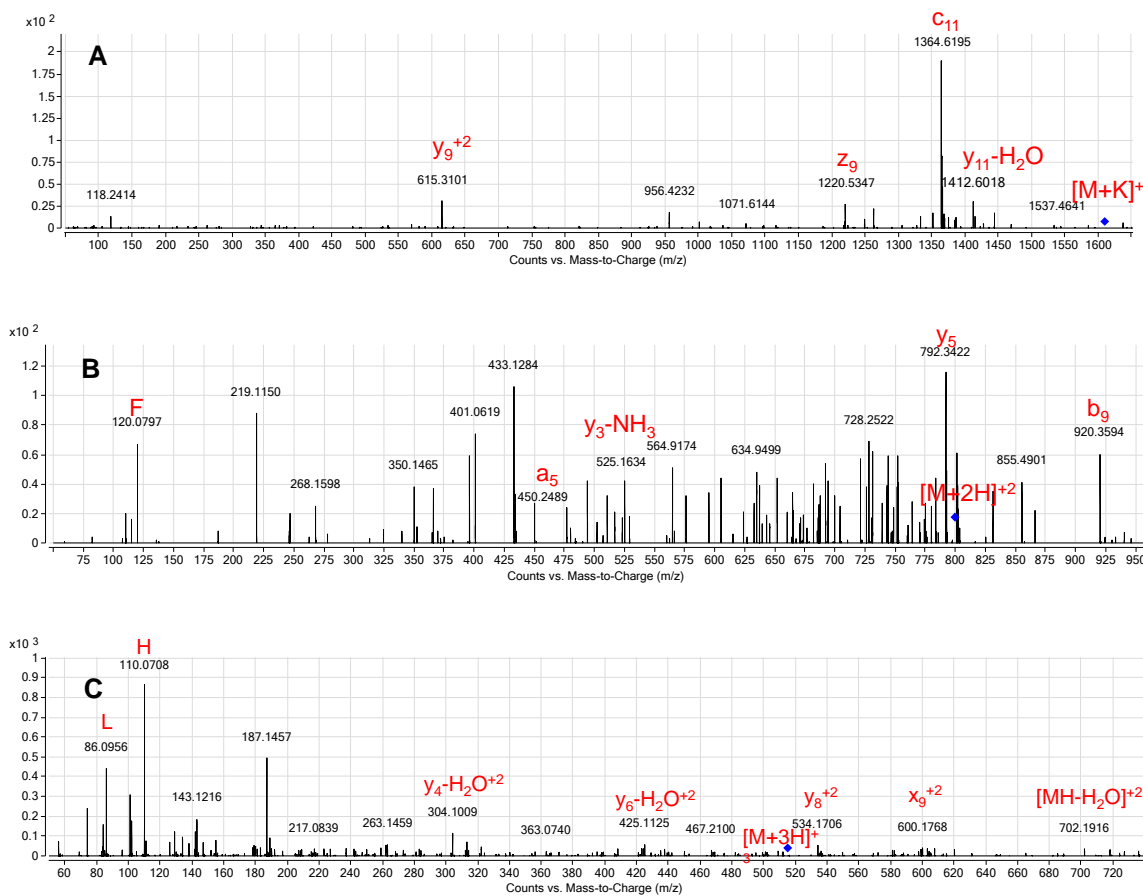 x10 2
A
2
1.75
1.5
1.25
1
0.75
0.5
0.25
0
118.2414
y9+2
615.3101
956.4232
1071.6144
z9
1220.5347
c11
1364.6195
y11-H2O
1412.6018
1537.4641
[M+K]+
100 150 200 250 300 350 400 450 500 550 600 650 700 750 800 850 900 950 1000 1050 1100 1150 1200 1250 1300 1350 1400 1450 1500 1550 1600
Counts vs. Mass-to-Charge (m/z)
x10 2
B
1.2
1
0.8
0.6
0.4
0.2
0
F
120.0797
219.1150
268.1598
350.1465
401.0619
433.1284
a5
450.2489
y3-NH3
525.1634
564.9174
634.9499
728.2522
y5
792.3422
[M+2H]+2
855.4901
b9
920.3594
75 100 125 150 175 200 225 250 275 300 325 350 375 400 425 450 475 500 525 550 575 600 625 650 675 700 725 750 775 800 825 850 875 900 925 950
Counts vs. Mass-to-Charge (m/z)
x10 3
C
1
0.9
0.8
0.7
0.6
0.5
0.4
0.3
0.2
0.1
0
L
86.0956
H
110.0708
143.1216
187.1457
217.0839
263.1459
y4-H2O+2
304.1009
363.0740
y6-H2O+2
425.1125
467.2100
[M+3H]+
3
y8+2
534.1706
x9+2
600.1768
[MH-H2O]+2
702.1916
60 80 100 120 140 160 180 200 220 240 260 280 300 320 340 360 380 400 420 440 460 480 500 520 540 560 580 600 620 640 660 680 700 720
Counts vs. Mass-to-Charge (m/z)